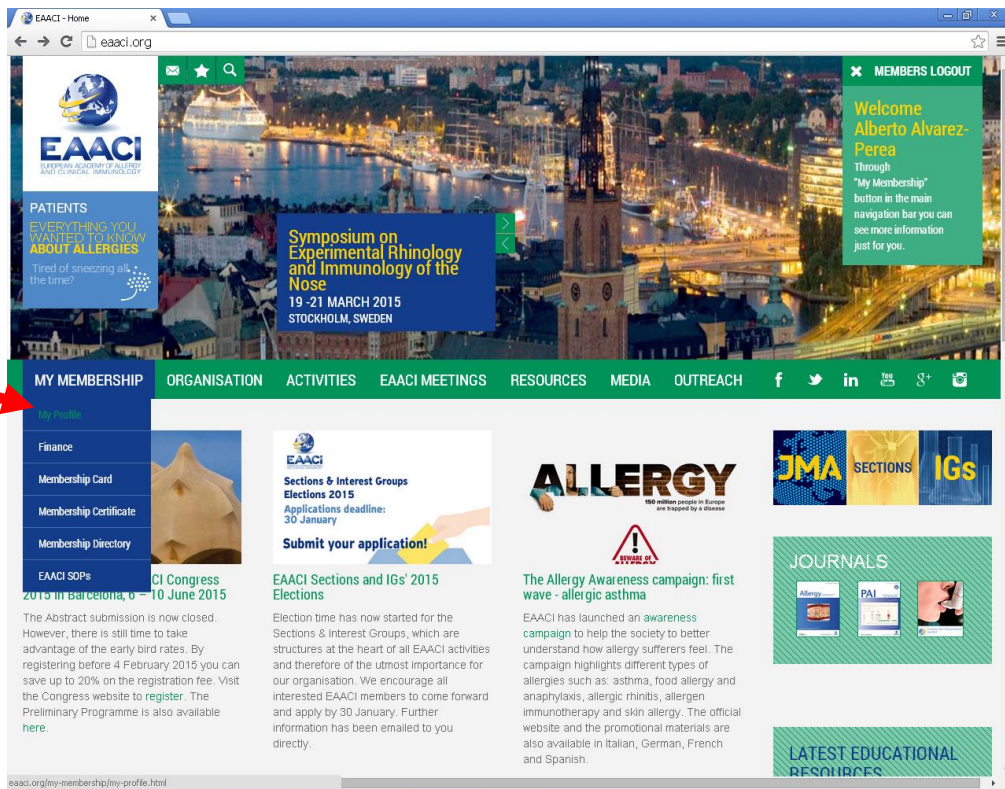 EAACI - Home
eaaci.org
EAACI
EUROPEAN ACADEMY OF ALLERGY
AND CLINICAL IMMUNOLOGY
PATIENTS
EVERYTHING YOU
WANTED TO KNOW
ABOUT ALLERGIES
Tired of sneezing all
the time?
Symposium on
Experimental Rhinology
and Immunology of the
Nose
19 -21 MARCH 2015
STOCKHOLM, SWEDEN
MEMBERS LOGOUT
Welcome
Alberto Alvarez-
Perea
Through
"My Membership"
button in the main
navigation bar you can
see more information
just for you.
MY MEMBERSHIP ORGANISATION ACTIVITIES EAACI MEETINGS RESOURCES MEDIA OUTREACH f in You g+
My Profile
Finance
Membership Card
Membership Certificate
Membership Directory
EAACI SOPs
CI Congress
2015 in Barcelona, 6 – 10 June 2015
The Abstract submission is now closed.
However, there is still time to take
advantage of the early bird rates. By
registering before 4 February 2015 you can
save up to 20% on the registration fee. Visit
the Congress website to register. The
Preliminary Programme is also available
here.
EAACI
Sections & Interest Groups
Elections 2015
Applications deadline:
30 January
Submit your application!
EAACI Sections and IGs' 2015
Elections
Election time has now started for the
Sections & Interest Groups, which are
structures at the heart of all EAACI activities
and therefore of the utmost importance for
our organisation. We encourage all
interested EAACI members to come forward
and apply by 30 January. Further
information has been emailed to you
directly.
ALLERGY
150 million people in Europe
are trapped by a disease
BEWARE OF
ALLERGY
The Allergy Awareness campaign: first
wave - allergic asthma
EAACI has launched an awareness
campaign to help the society to better
understand how allergy sufferers feel. The
campaign highlights different types of
allergies such as: asthma, food allergy and
anaphylaxis, allergic rhinitis, allergen
immunotherapy and skin allergy. The official
website and the promotional materials are
also available in Italian, German, French
and Spanish.
JMA SECTIONS IGs
JOURNALS
Allergy
PAI
LATEST EDUCATIONAL
RESOURCES
eaaci.org/my-membership/my-profile.html